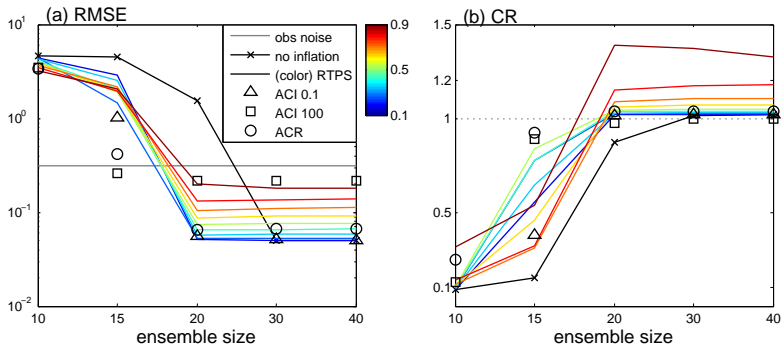 (a) RMSE
10^1
10^0
10^-1
10^-2
10 15 20 30 40
ensemble size
obs noise
no inflation
(color) RTPS
ACI 0.1
ACI 100
ACR
0.9
0.5
0.1
(b) CR
1.5
1.2
1
0.5
0.1
10 15 20 30 40
ensemble size